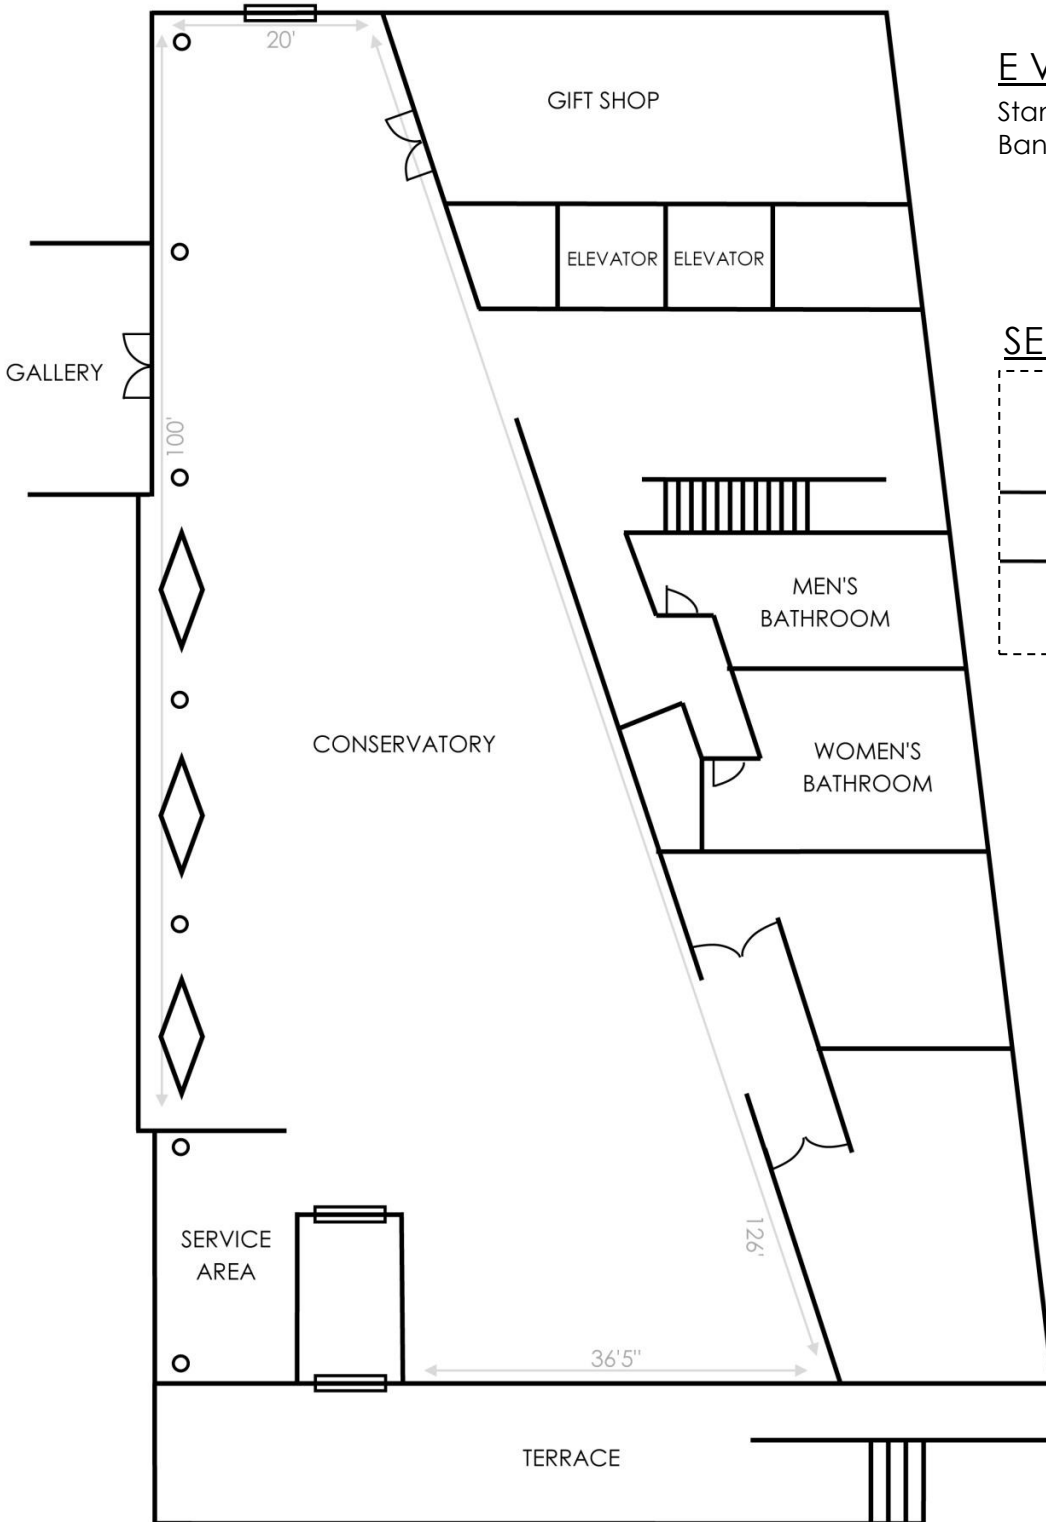 20'
GIFT SHOP
ELEVATOR
ELEVATOR
GALLERY
100'
MEN'S
BATHROOM
CONSERVATORY
WOMEN'S
BATHROOM
SERVICE
AREA
126'
36'5"
TERRACE